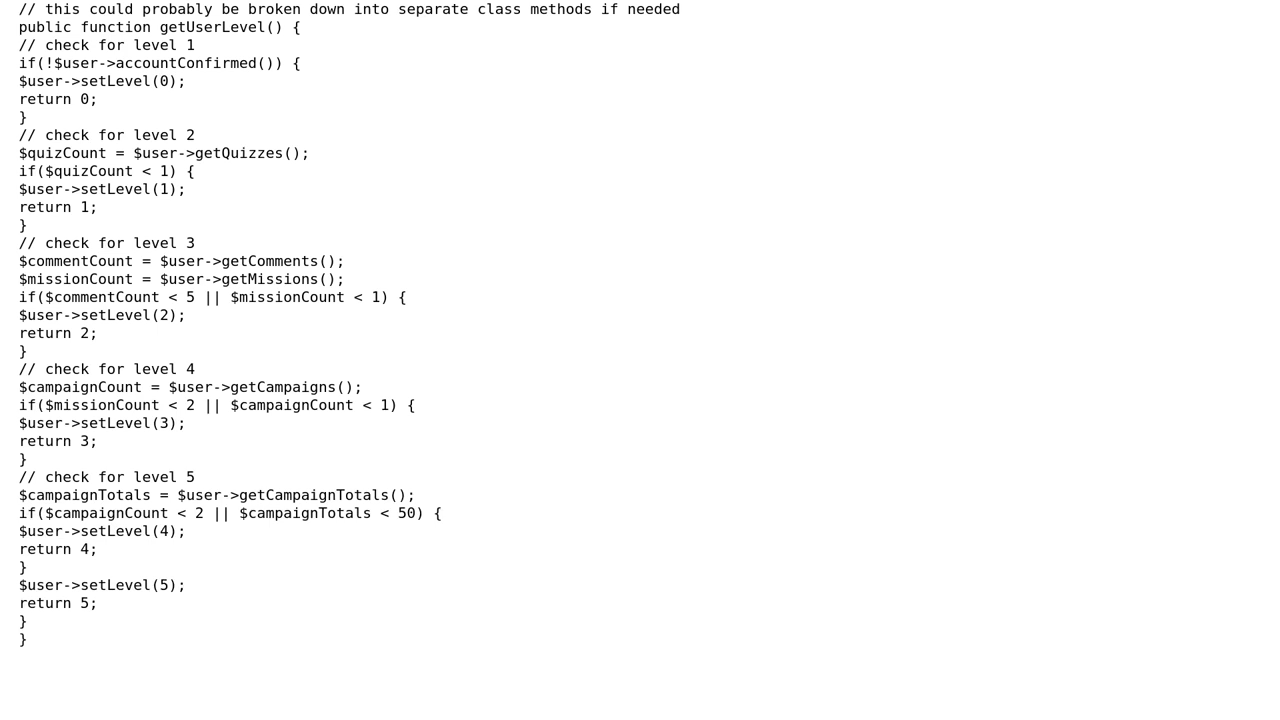 // this could probably be broken down into separate class methods if needed
public function getUserLevel() {
// check for level 1
if(!$user->accountConfirmed()) {
$user->setLevel(0);
return 0;
}
// check for level 2
$quizCount = $user->getQuizzes();
if($quizCount < 1) {
$user->setLevel(1);
return 1;
}
// check for level 3
$commentCount = $user->getComments();
$missionCount = $user->getMissions();
if($commentCount < 5 || $missionCount < 1) {
$user->setLevel(2);
return 2;
}
// check for level 4
$campaignCount = $user->getCampaigns();
if($missionCount < 2 || $campaignCount < 1) {
$user->setLevel(3);
return 3;
}
// check for level 5
$campaignTotals = $user->getCampaignTotals();
if($campaignCount < 2 || $campaignTotals < 50) {
$user->setLevel(4);
return 4;
}
$user->setLevel(5);
return 5;
}
}